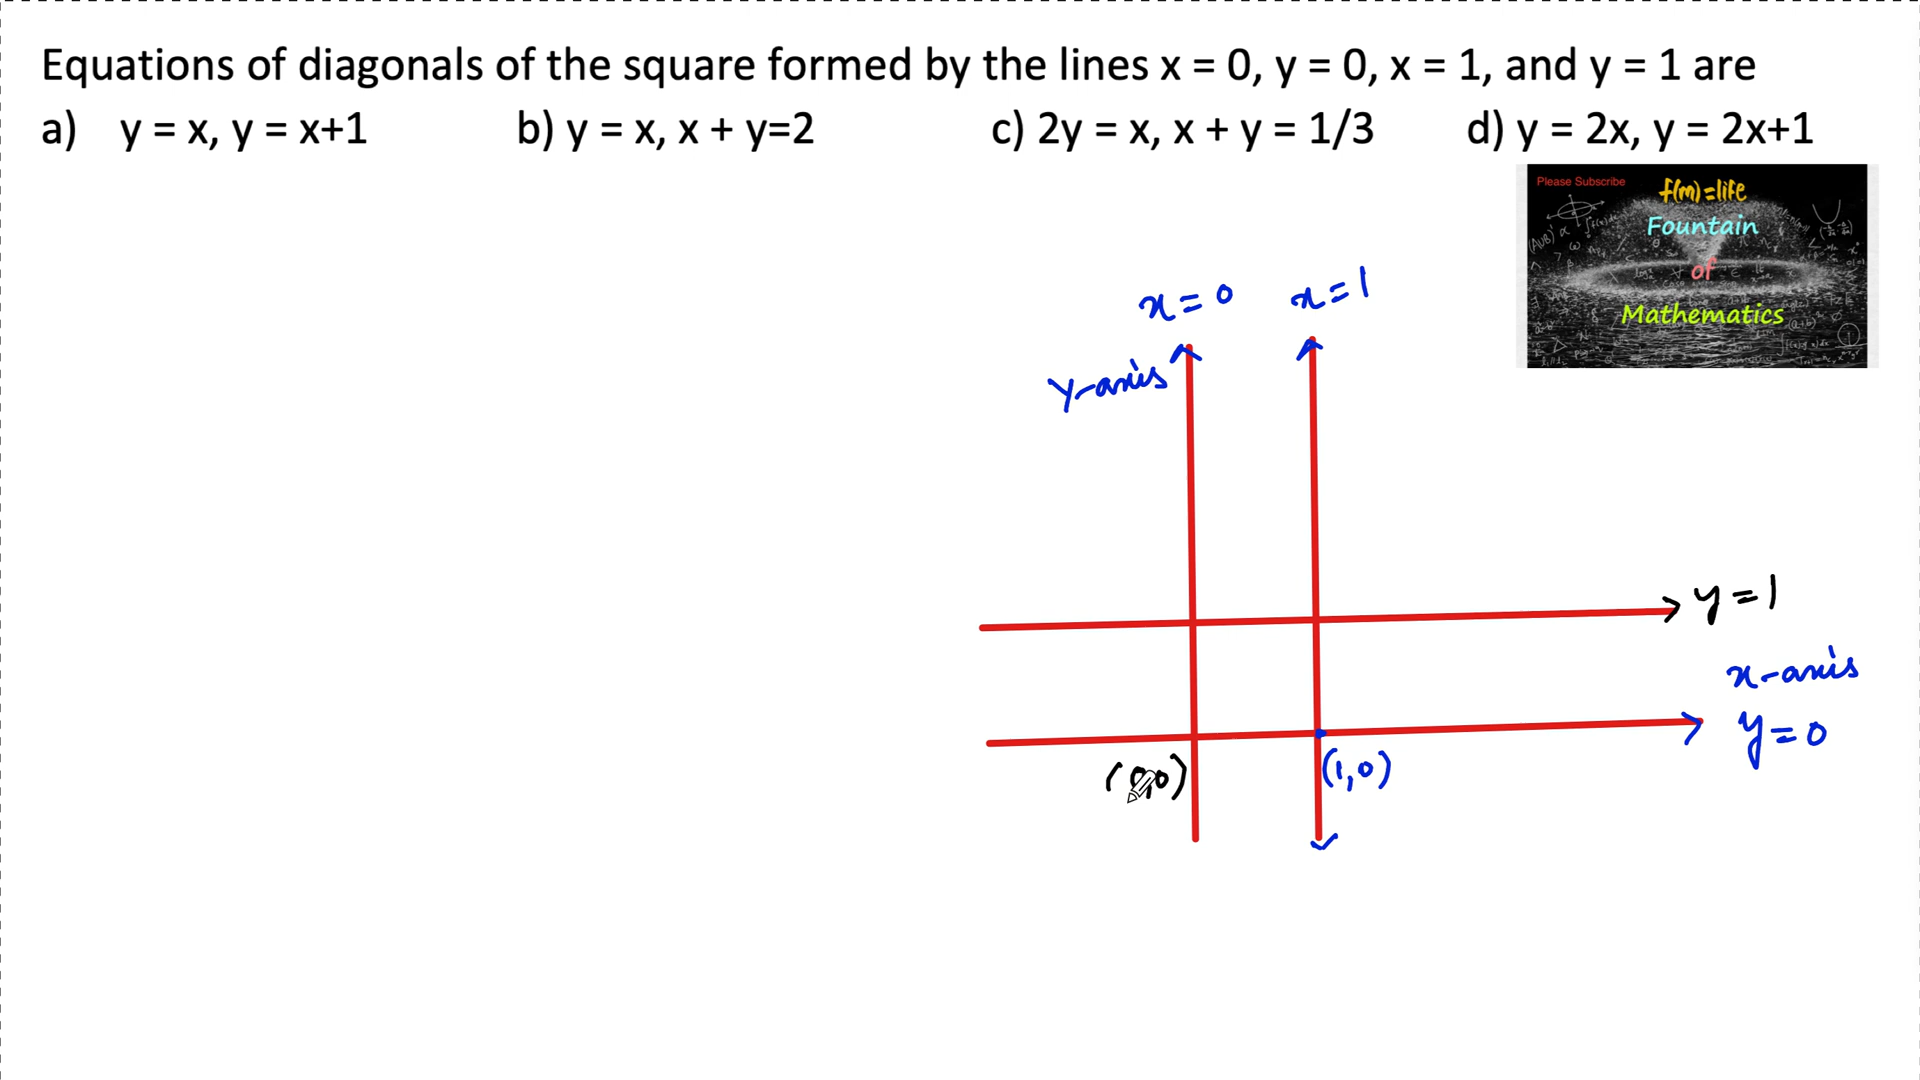 Equations of diagonals of the square formed by the lines x = 0, y = 0, x = 1, and y = 1 are
a) y = x, y = x+1 b) y = x, x + y=2 c) 2y = x, x + y = 1/3 d) y = 2x, y = 2x+1
Please Subscribe
f(m)=life
Fountain
of
Mathematics
x=0 x=1
y-axis
y=1
x-axis
y=0
(0,0) (1,0)